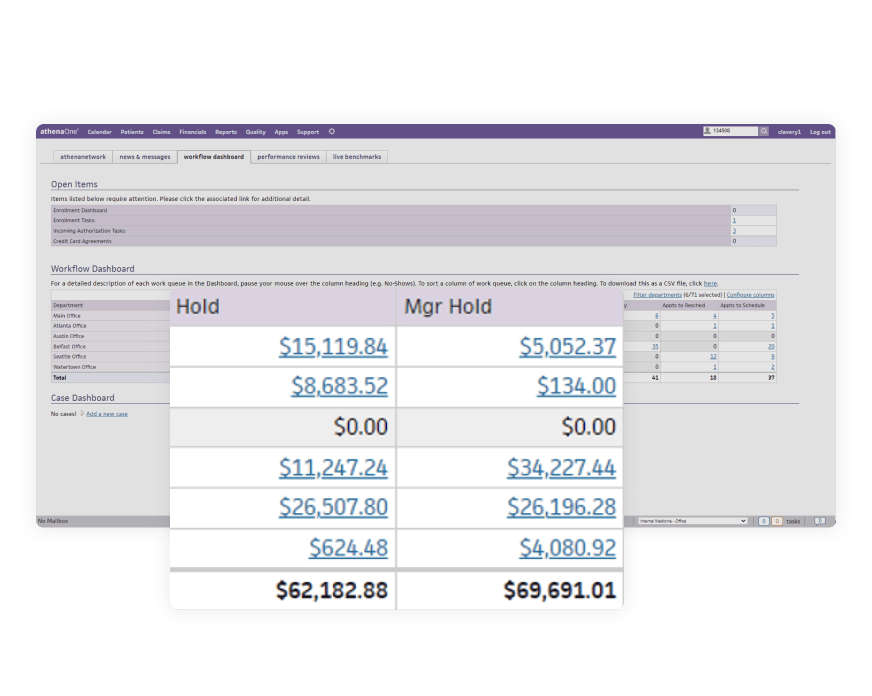 athenaOne Calendar Patients Claims Financials Reports Quality Apps Support 134508 clavery1 Log out
athenanetwork news & messages workflow dashboard performance reviews live benchmarks
Open Items
Items listed below require attention. Please click the associated link for additional detail.
Enrollment Dashboard 0
Enrollment Tasks: 1
Incoming Authorization Tasks: 3
Credit Card Agreements 0
Workflow Dashboard
For a detailed description of each work queue in the Dashboard, pause your mouse over the column heading (e.g. No-Shows). To sort a column of work queue, click on the column heading. To download this as a CSV file, click here.
Filter departments (6/71 selected) | Configure columns
Department Hold Mgr Hold y Appts to Resched Appts to Schedule
Main Office $15,119.84 $5,052.37 6 4 5
Atlanta Office $8,683.52 $134.00 0 1 1
Austin Office $0.00 $0.00 0 0 0
Belfast Office $11,247.24 $34,227.44 35 0 20
Seattle Office $26,507.80 $26,196.28 0 12 9
Watertown Office $624.48 $4,080.92 0 1 2
Total $62,182.88 $69,691.01 41 18 37
Case Dashboard
No cases! Add a new case
No Mailbox Internal Medicine - Office 0 0 tasks